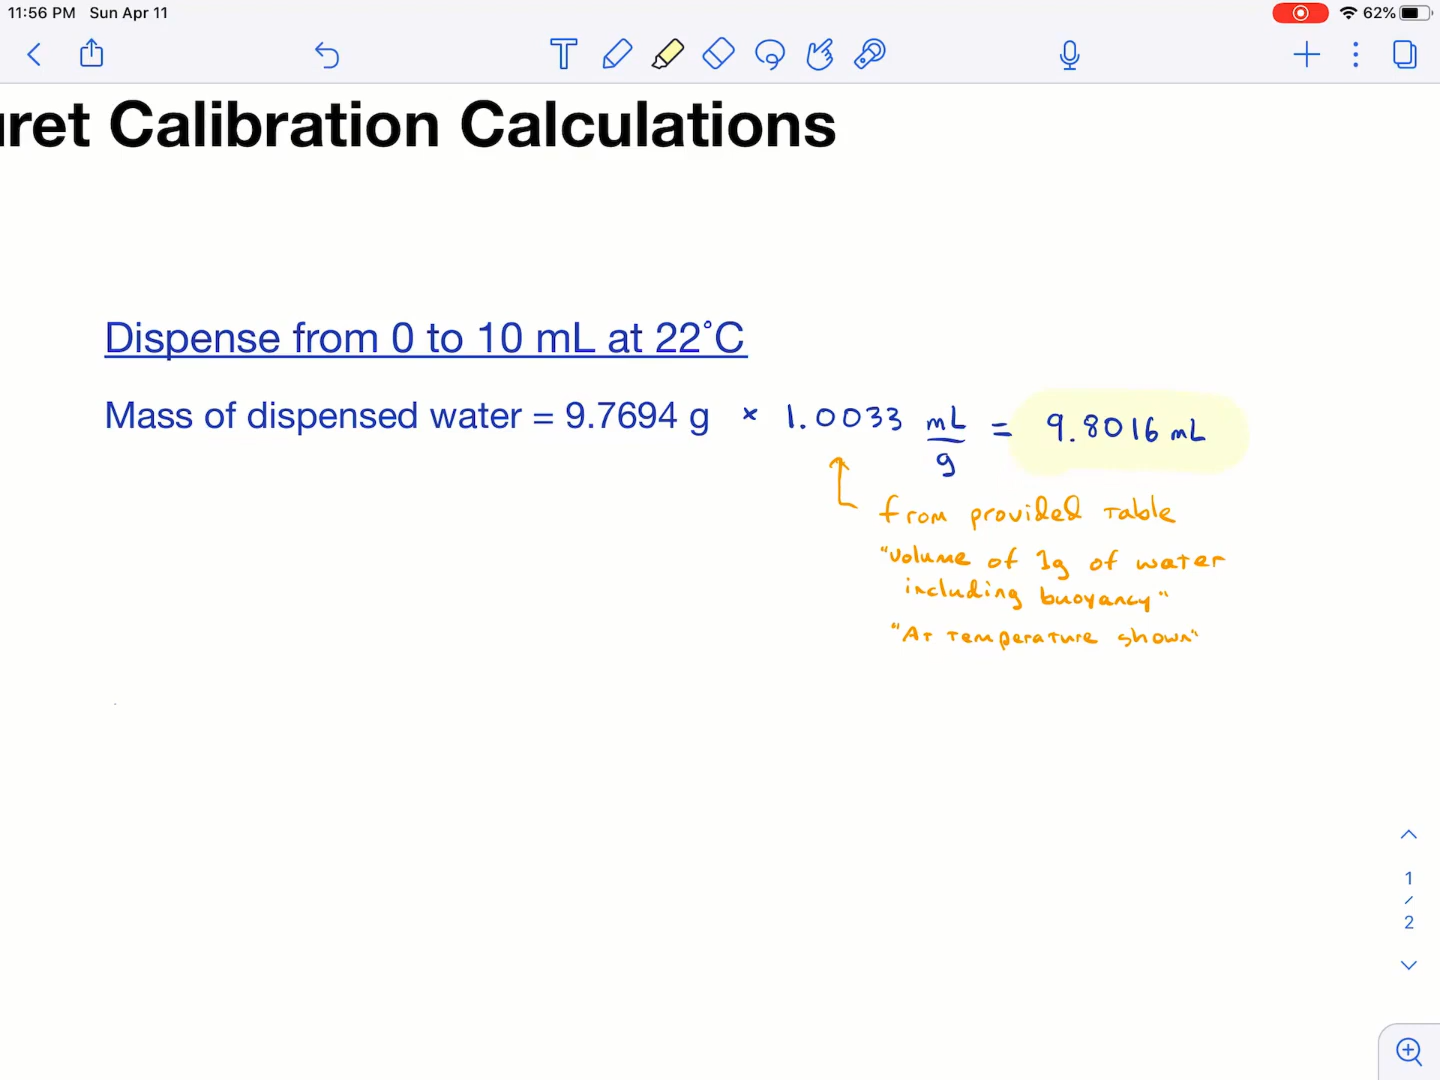 11:56 PM Sun Apr 11
62%
uret Calibration Calculations
Dispense from 0 to 10 mL at 22°C
Mass of dispensed water = 9.7694 g × 1.0033 mL/g = 9.8016 mL
from provided table
"volume of 1g of water
including buoyancy"
"At temperature shown"
1
/
2